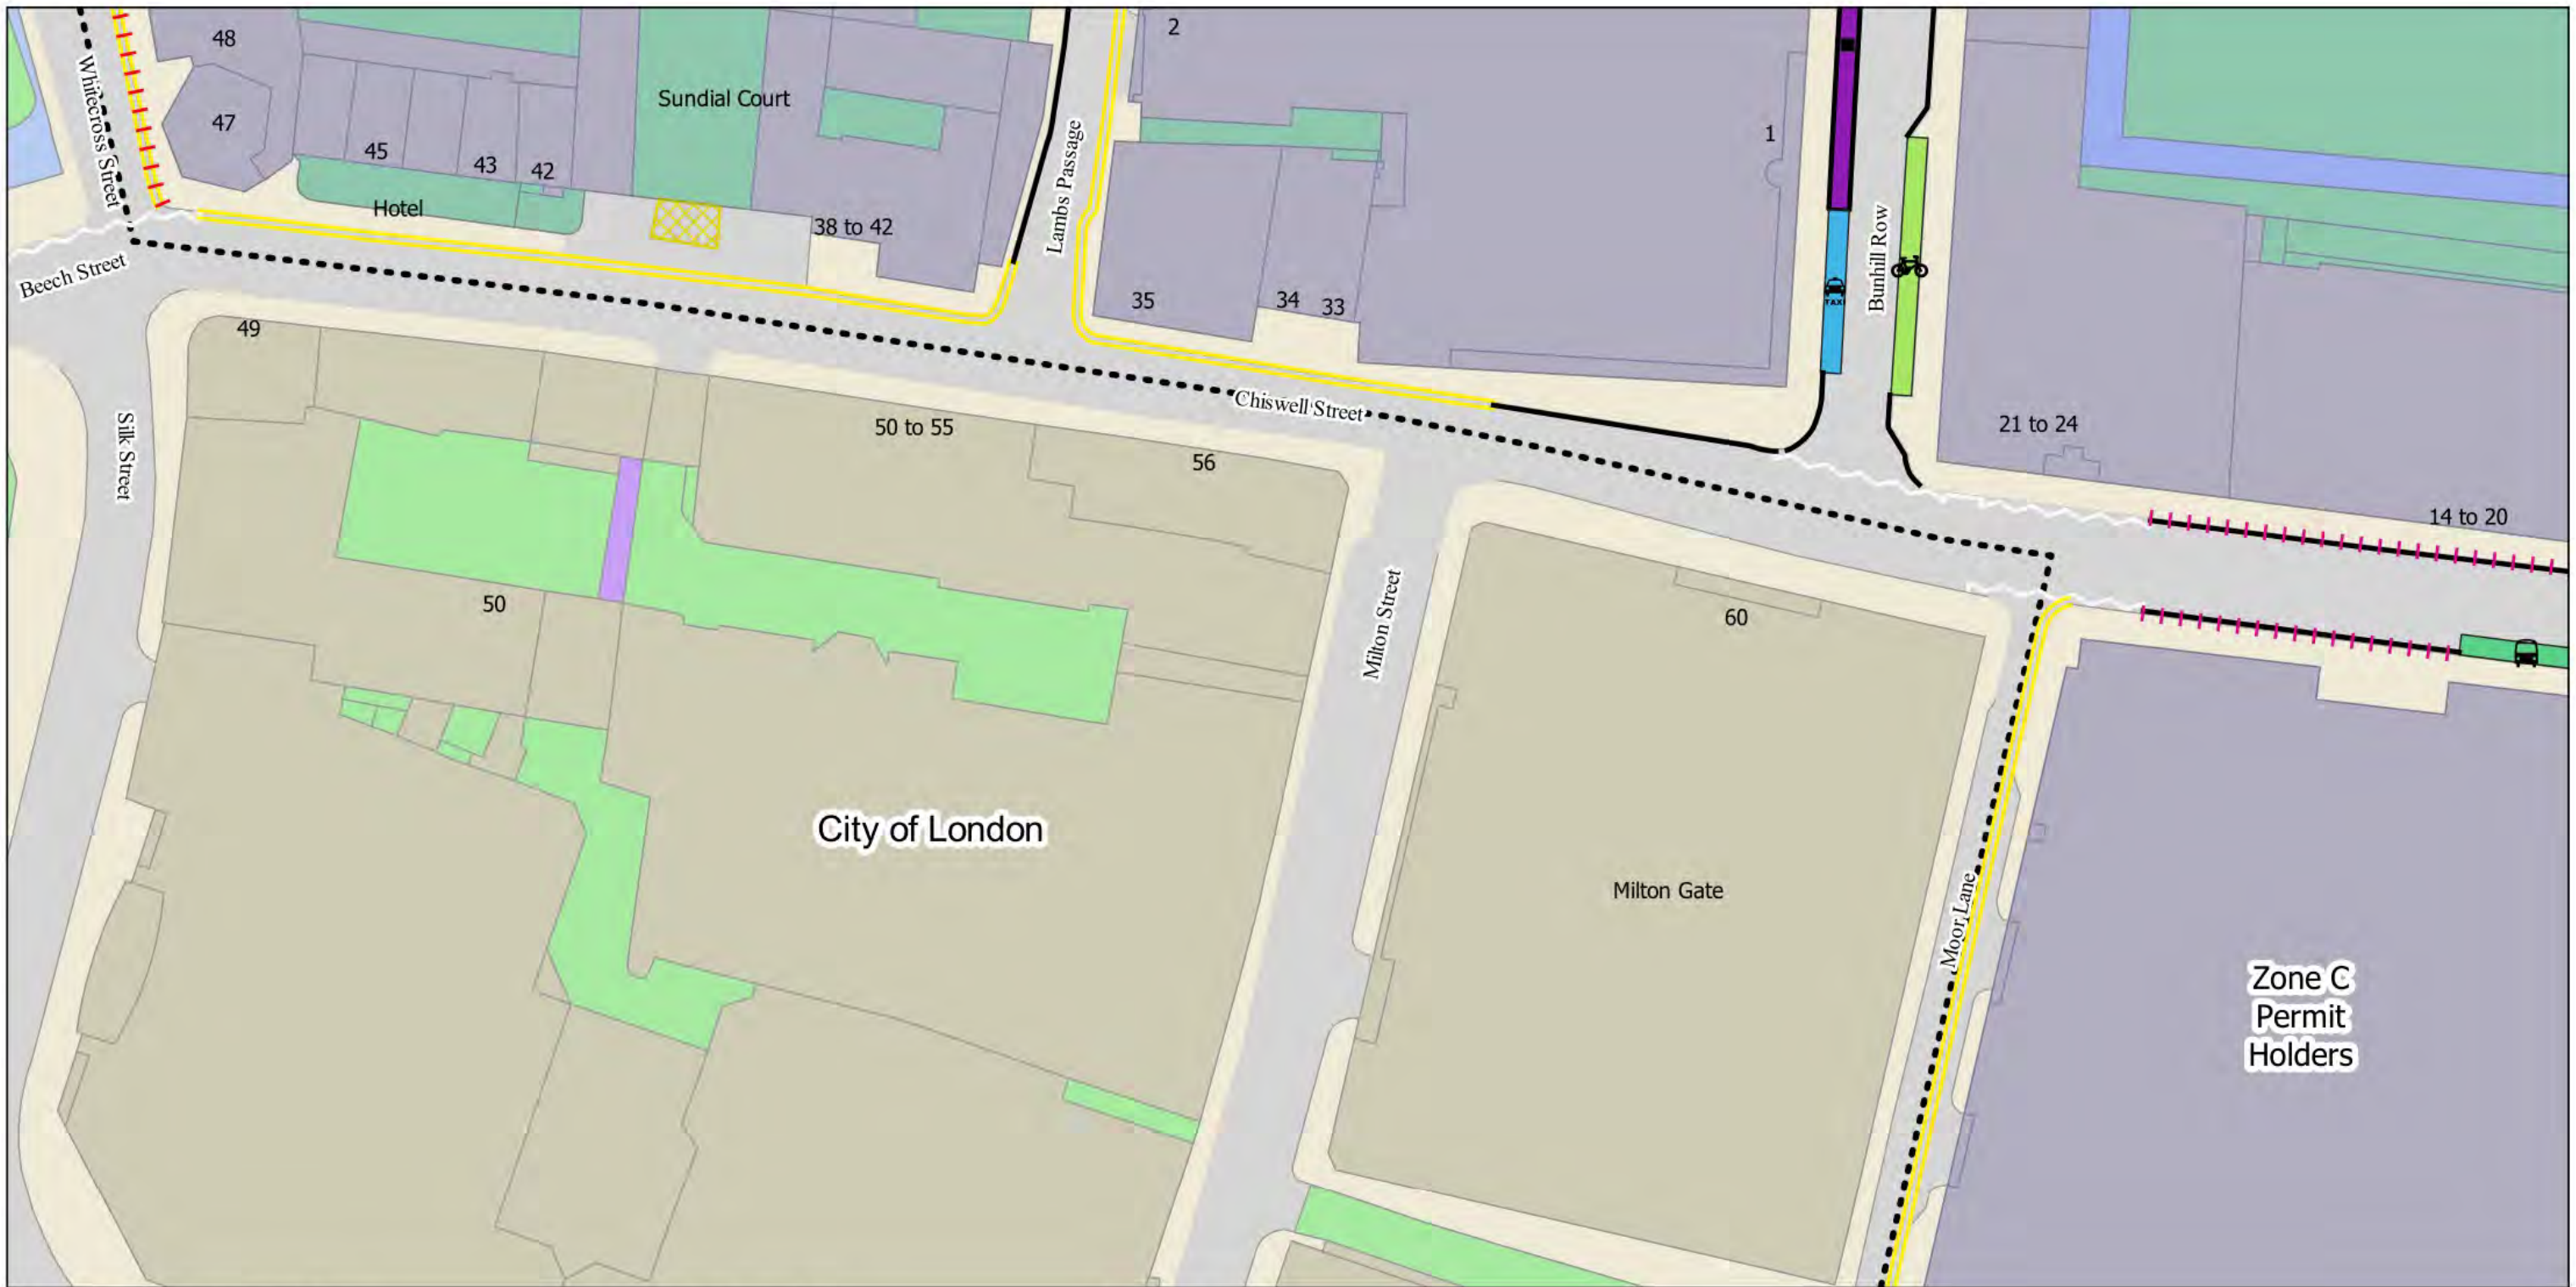 48
2
Whitecross Street
Sundial Court
47
1
45
43
42
Lambs Passage
Hotel
38 to 42
Bunhill Row
Beech Street
TAXI
35
34
33
49
Chiswell Street
50 to 55
21 to 24
Silk Street
56
14 to 20
50
60
Milton Street
City of London
Milton Gate
Moor Lane
Zone C
Permit
Holders